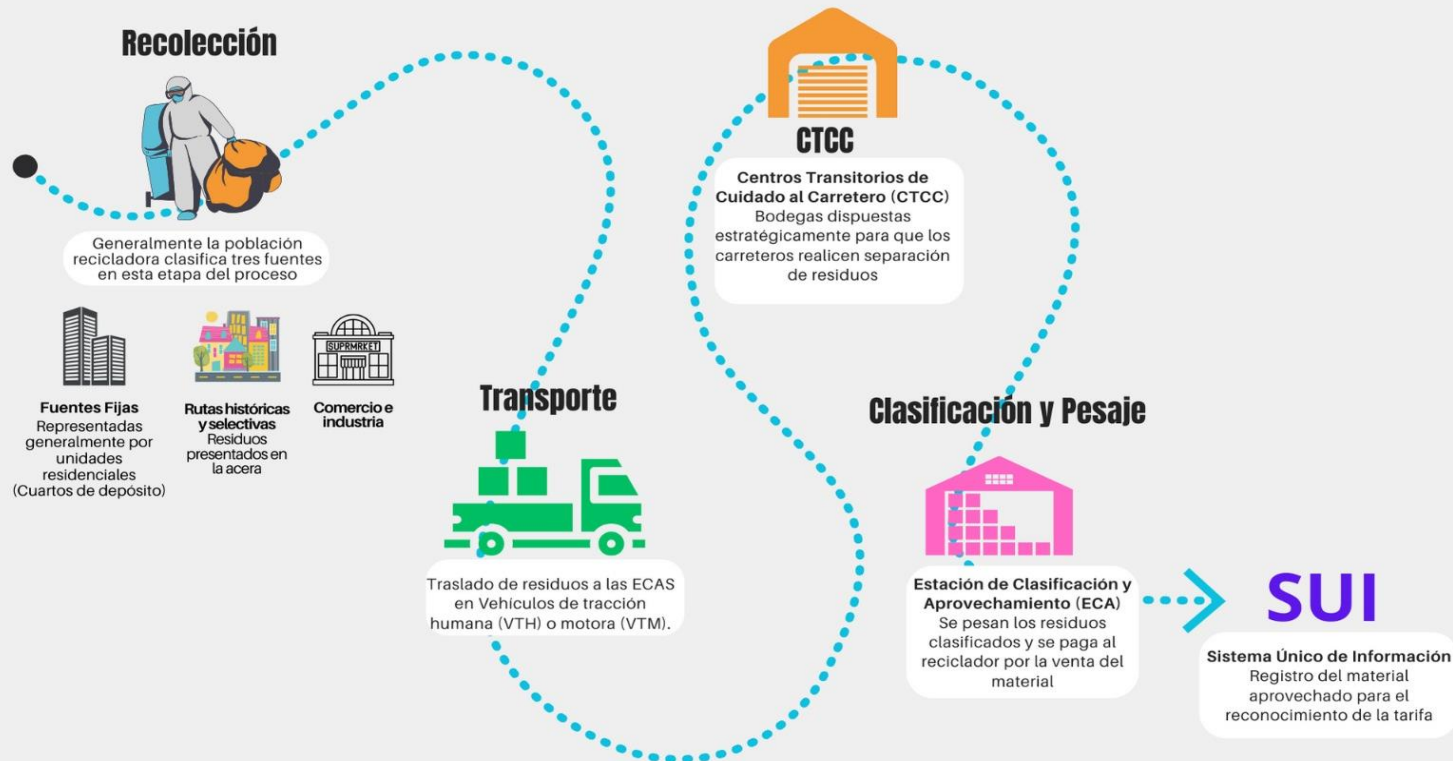 Recolección
Generalmente la población
recicladora clasifica tres fuentes
en esta etapa del proceso
Fuentes Fijas
Representadas
generalmente por
unidades
residenciales
(Cuartos de depósito)
Rutas históricas
y selectivas
Residuos
presentados en
la acera
SUPRMRKET
Comercio e
industria
Transporte
Traslado de residuos a las ECAS
en Vehículos de tracción
humana (VTH) o motora (VTM).
CTCC
Centros Transitorios de
Cuidado al Carretero (CTCC)
Bodegas dispuestas
estratégicamente para que los
carreteros realicen separación
de residuos
Clasificación y Pesaje
Estación de Clasificación y
Aprovechamiento (ECA)
Se pesan los residuos
clasificados y se paga al
reciclador por la venta del
material
SUI
Sistema Único de Información
Registro del material
aprovechado para el
reconocimiento de la tarifa